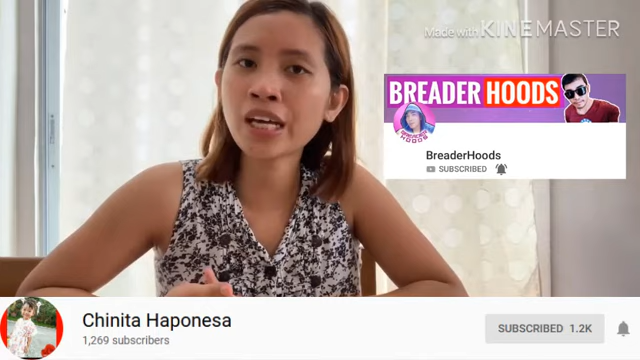 Made with KINEMASTER
BREADER HOODS
BreaderHoods
SUBSCRIBED
Chinita Haponesa
1,269 subscribers
SUBSCRIBED 1.2K